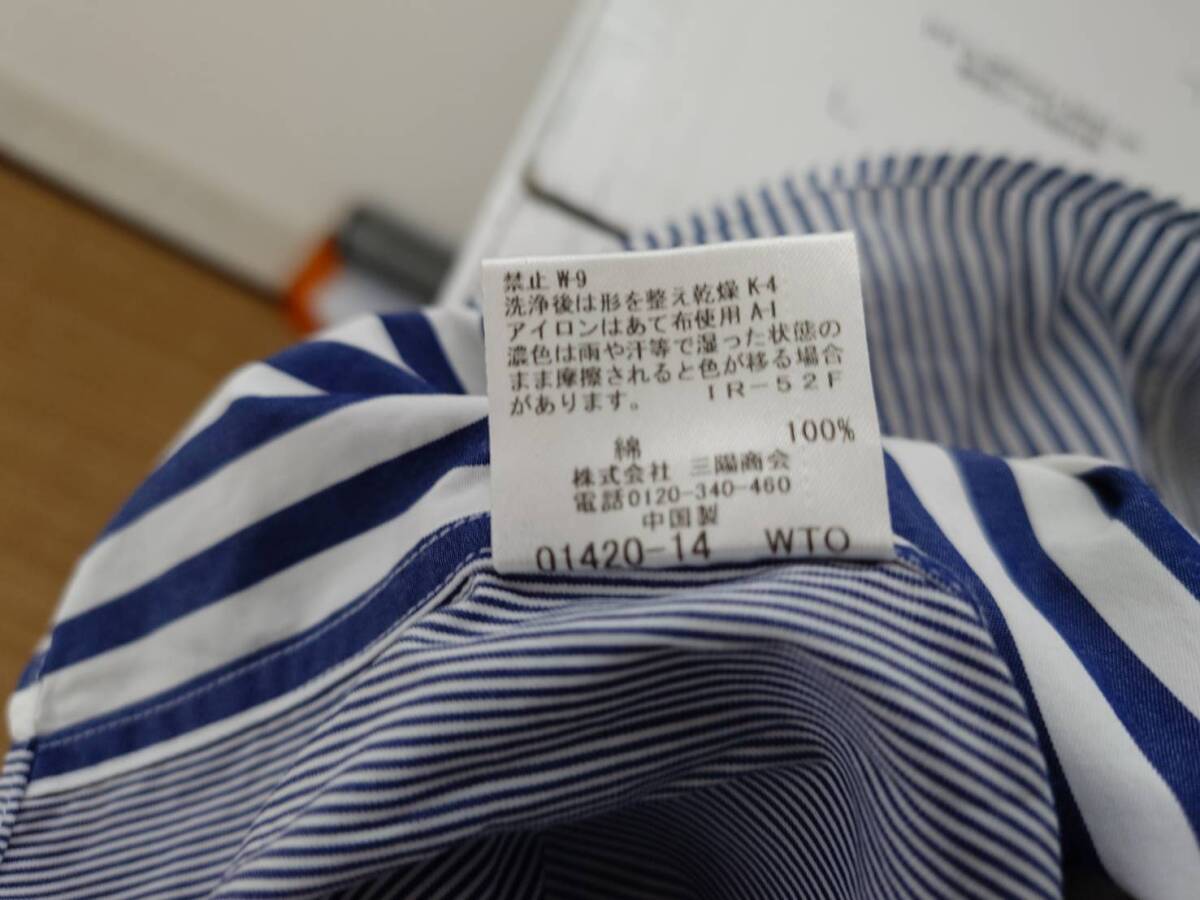 禁止 W-9
洗浄後は形を整え乾燥 K-4
アイロンはあて布使用 A-1
濃色は雨や汗等で湿った状態の
まま摩擦されると色が移る場合
があります。 IR-52F
綿 100%
株式会社 三陽商会
電話0120-340-460
中国製
01420-14 WTO